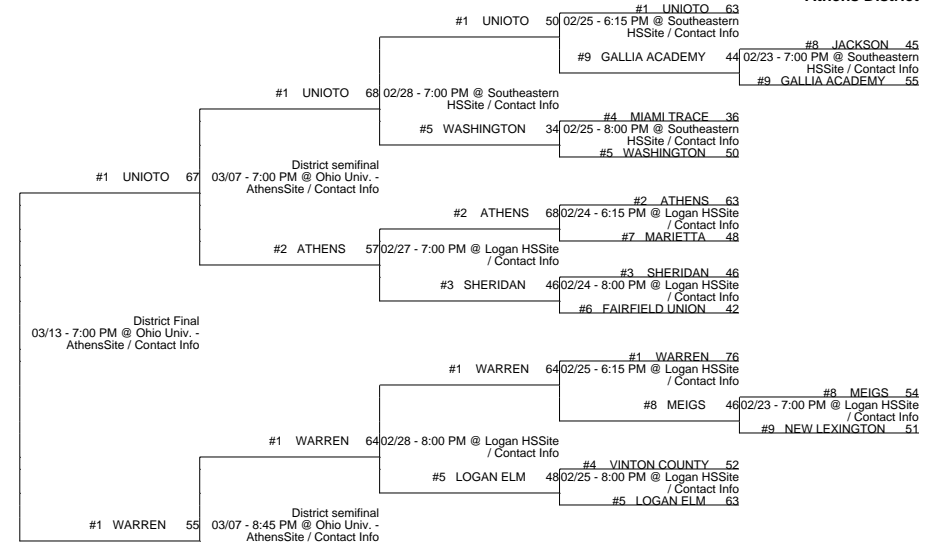 Athens District
#1 UNIOTO 63
#1 UNIOTO 50 02/25 - 6:15 PM @ Southeastern
HSSite / Contact Info
#8 JACKSON 45
#9 GALLIA ACADEMY 44 02/23 - 7:00 PM @ Southeastern
HSSite / Contact Info
#9 GALLIA ACADEMY 55
#1 UNIOTO 68 02/28 - 7:00 PM @ Southeastern
HSSite / Contact Info
#4 MIAMI TRACE 36
#5 WASHINGTON 34 02/25 - 8:00 PM @ Southeastern
HSSite / Contact Info
#5 WASHINGTON 50
District semifinal
#1 UNIOTO 67 03/07 - 7:00 PM @ Ohio Univ. -
AthensSite / Contact Info
#2 ATHENS 63
#2 ATHENS 68 02/24 - 6:15 PM @ Logan HSSite
/ Contact Info
#7 MARIETTA 48
#2 ATHENS 57 02/27 - 7:00 PM @ Logan HSSite
/ Contact Info
#3 SHERIDAN 46
#3 SHERIDAN 46 02/24 - 8:00 PM @ Logan HSSite
/ Contact Info
#6 FAIRFIELD UNION 42
District Final
03/13 - 7:00 PM @ Ohio Univ. -
AthensSite / Contact Info
#1 WARREN 76
#1 WARREN 64 02/25 - 6:15 PM @ Logan HSSite
/ Contact Info
#8 MEIGS 54
#8 MEIGS 46 02/23 - 7:00 PM @ Logan HSSite
/ Contact Info
#9 NEW LEXINGTON 51
#1 WARREN 64 02/28 - 8:00 PM @ Logan HSSite
/ Contact Info
#4 VINTON COUNTY 52
#5 LOGAN ELM 48 02/25 - 8:00 PM @ Logan HSSite
/ Contact Info
#5 LOGAN ELM 63
District semifinal
#1 WARREN 55 03/07 - 8:45 PM @ Ohio Univ. -
AthensSite / Contact Info